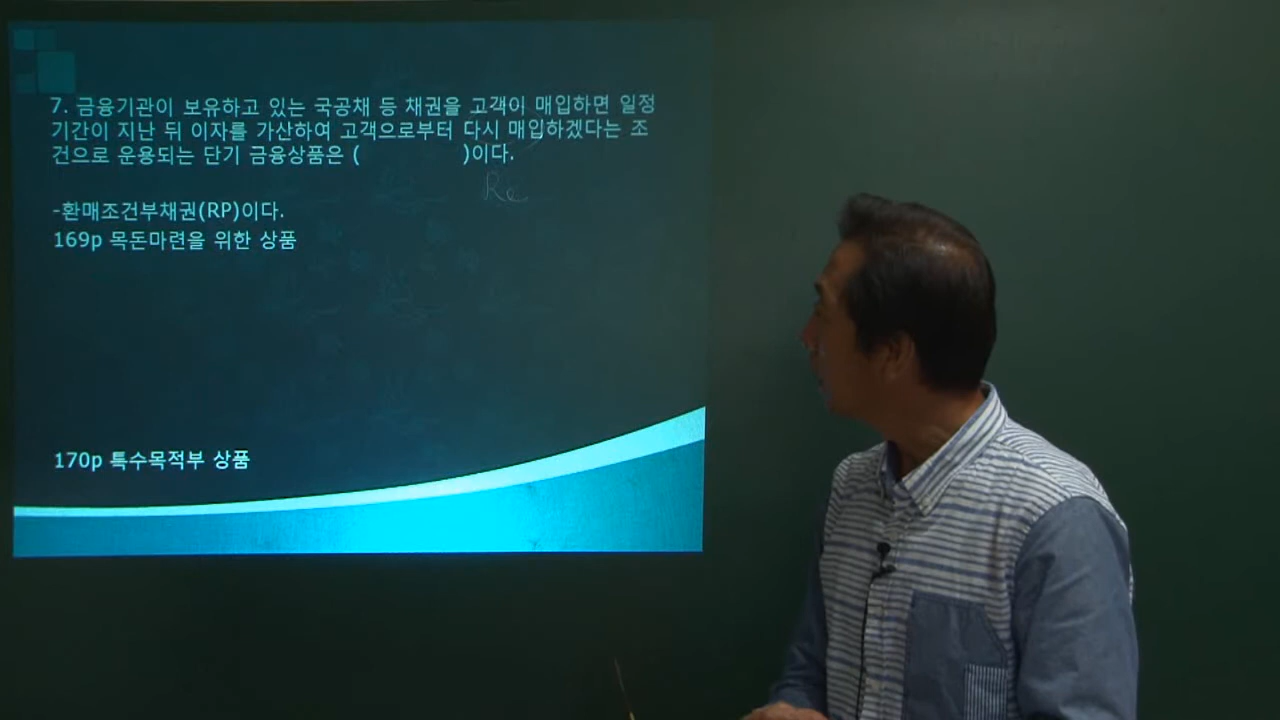 7. 금융기관이 보유하고 있는 국공채 등 채권을 고객이 매입하면 일정
기간이 지난 뒤 이자를 가산하여 고객으로부터 다시 매입하겠다는 조
건으로 운용되는 단기 금융상품은 ( )이다.
Re
-환매조건부채권(RP)이다.
169p 목돈마련을 위한 상품
170p 특수목적부 상품